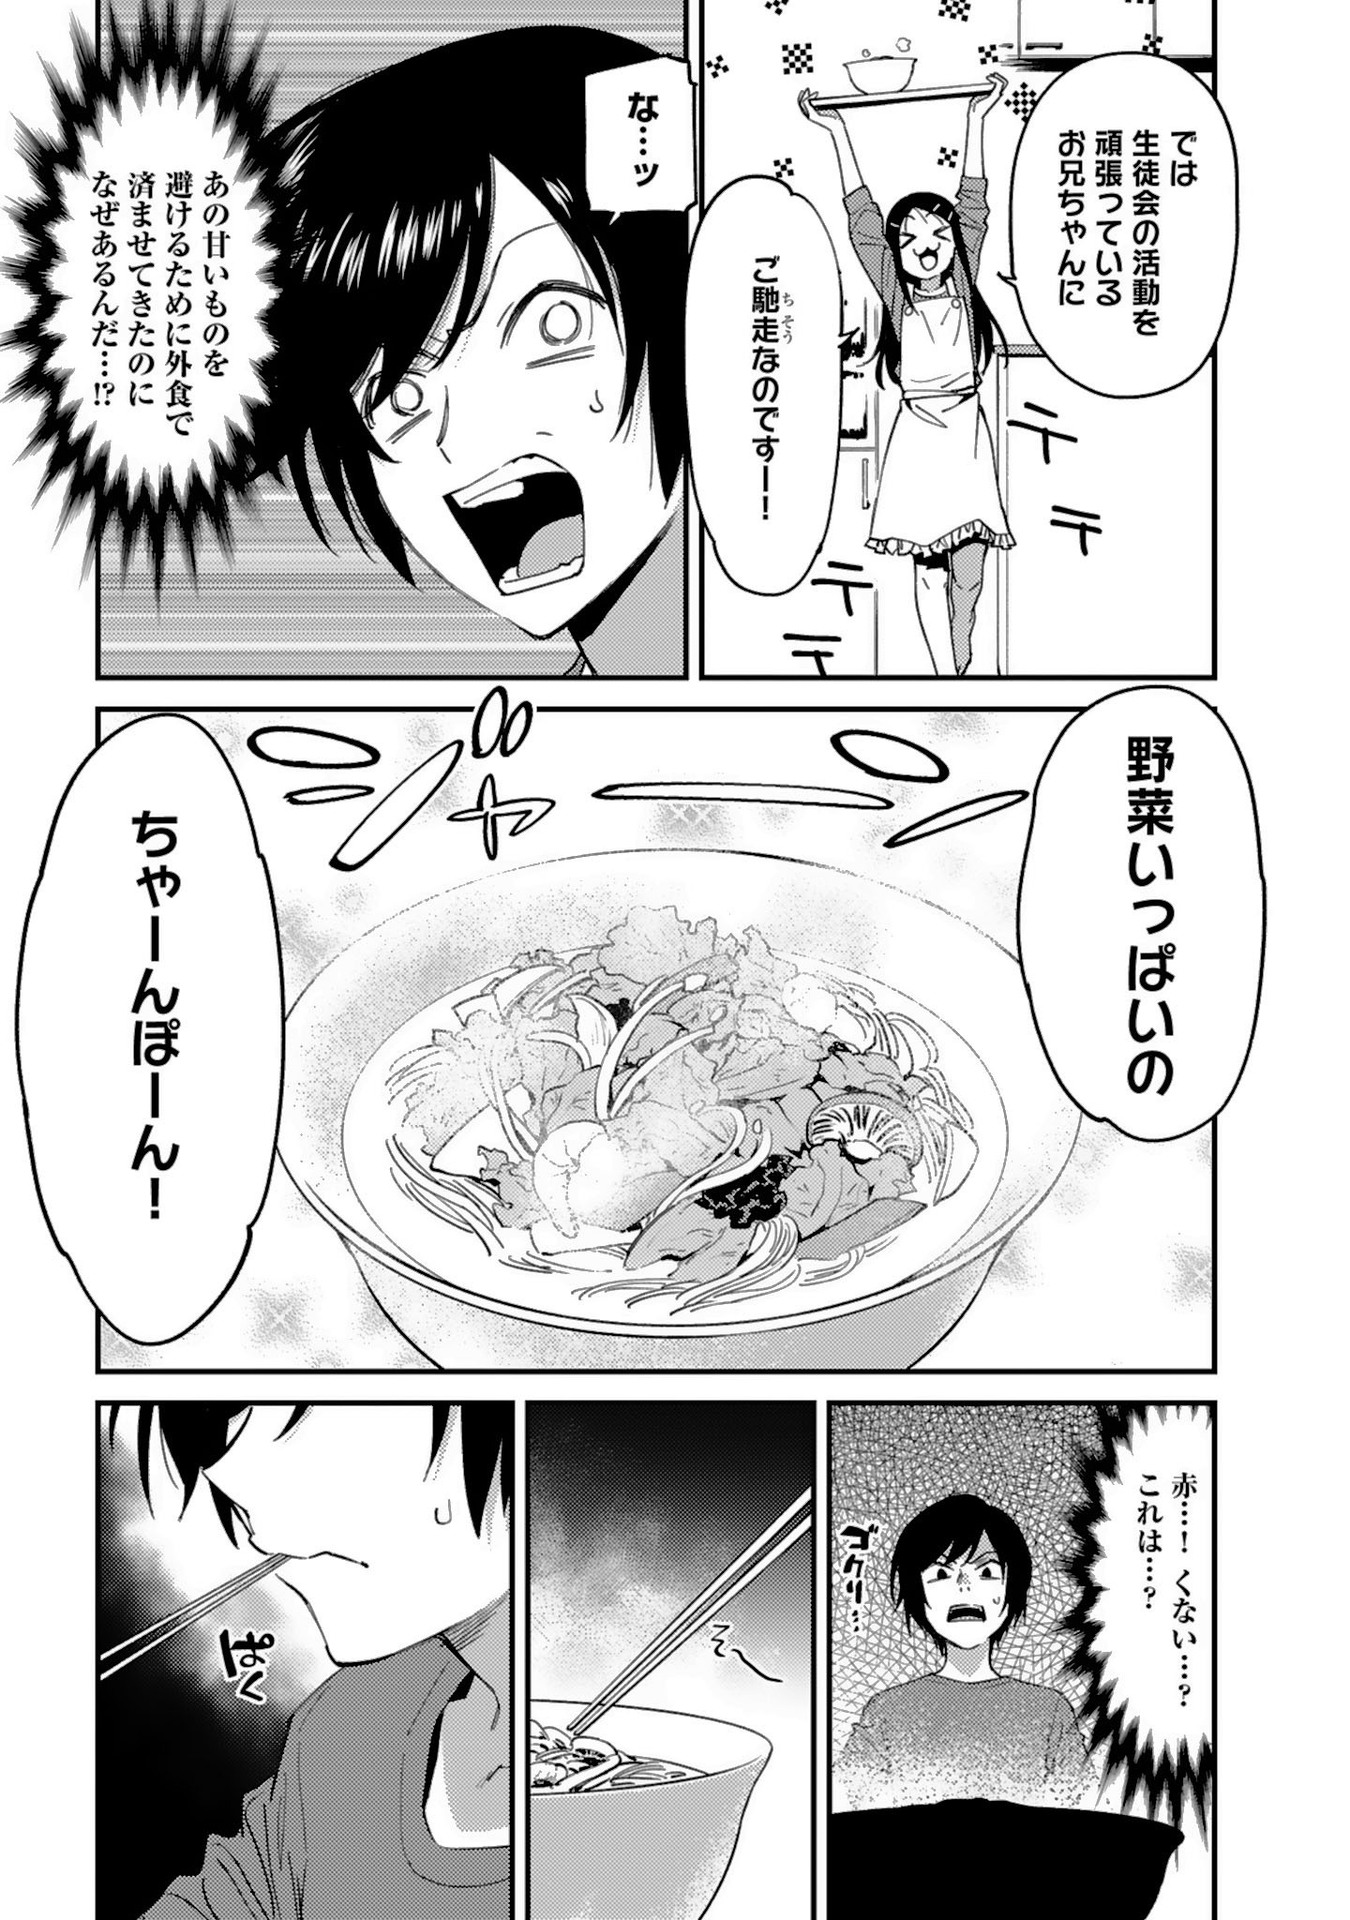 では
生徒会の活動を
頑張っている
お兄ちゃんに
ご馳走なのですー！
ちそう
テ
テ
テ
テ
な…ッ
あの甘いものを
避けるために外食で
済ませてきたのに
なぜあるんだ…!?
野菜いっぱいの
ちゃーんぽーん！
赤…！くない…？
これは…？
ゴクリ…
そ〜
ぱく